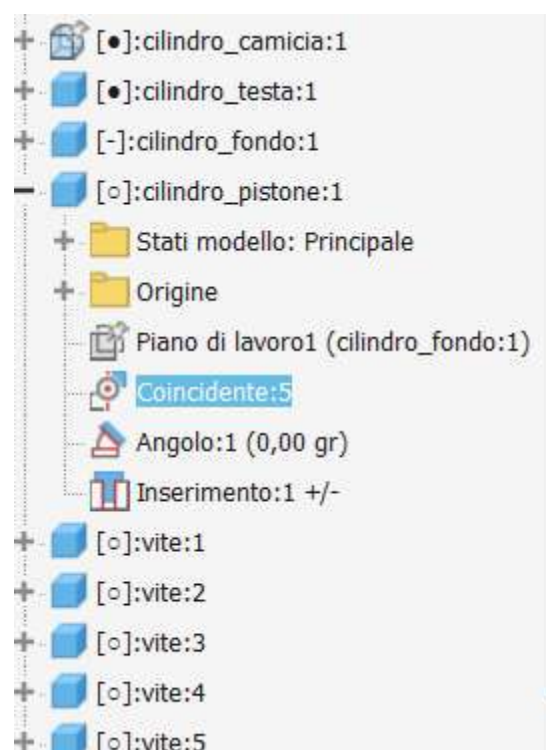 [●]:cilindro_camicia:1
[●]:cilindro_testa:1
[-]:cilindro_fondo:1
[○]:cilindro_pistone:1
Stati modello: Principale
Origine
Piano di lavoro1 (cilindro_fondo:1)
Coincidente:5
Angolo:1 (0,00 gr)
Inserimento:1 +/-
[○]:vite:1
[○]:vite:2
[○]:vite:3
[○]:vite:4
[○]:vite:5